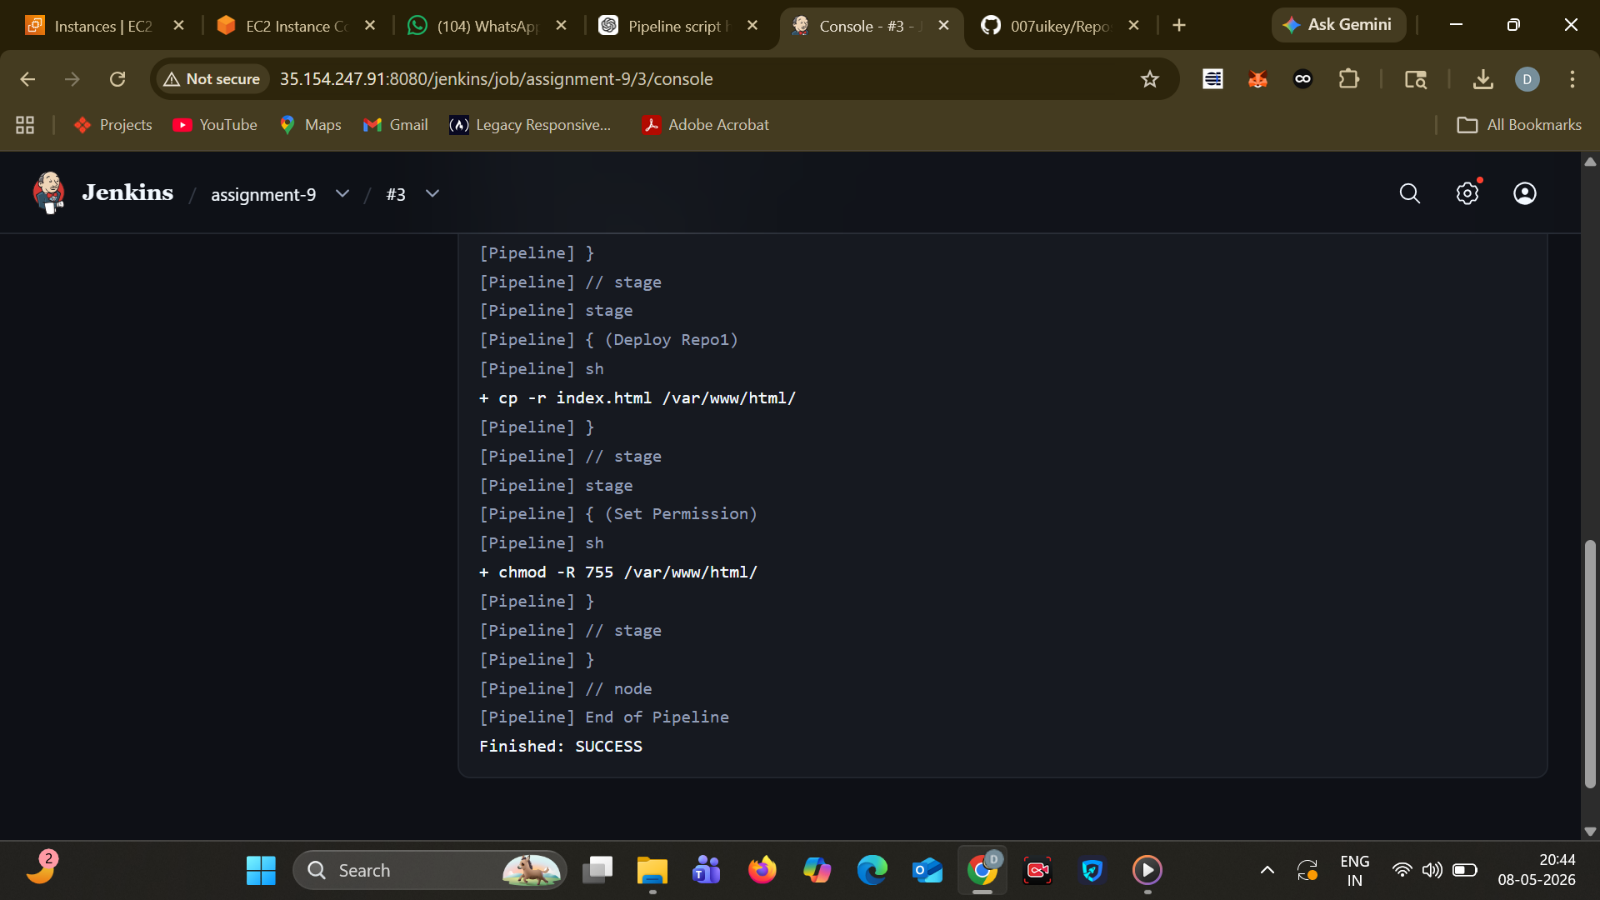 Instances | EC2
EC2 Instance Co
(104) WhatsApp
Pipeline script h
Console - #3 - J
007uikey/Repo
Ask Gemini
Not secure
35.154.247.91:8080/jenkins/job/assignment-9/3/console
D
Projects
YouTube
Maps
Gmail
Legacy Responsive...
Adobe Acrobat
All Bookmarks
Jenkins / assignment-9 / #3
[Pipeline] }
[Pipeline] // stage
[Pipeline] stage
[Pipeline] { (Deploy Repo1)
[Pipeline] sh
+ cp -r index.html /var/www/html/
[Pipeline] }
[Pipeline] // stage
[Pipeline] stage
[Pipeline] { (Set Permission)
[Pipeline] sh
+ chmod -R 755 /var/www/html/
[Pipeline] }
[Pipeline] // stage
[Pipeline] }
[Pipeline] // node
[Pipeline] End of Pipeline
Finished: SUCCESS
2
Search
D
ENG
IN
20:44
08-05-2026